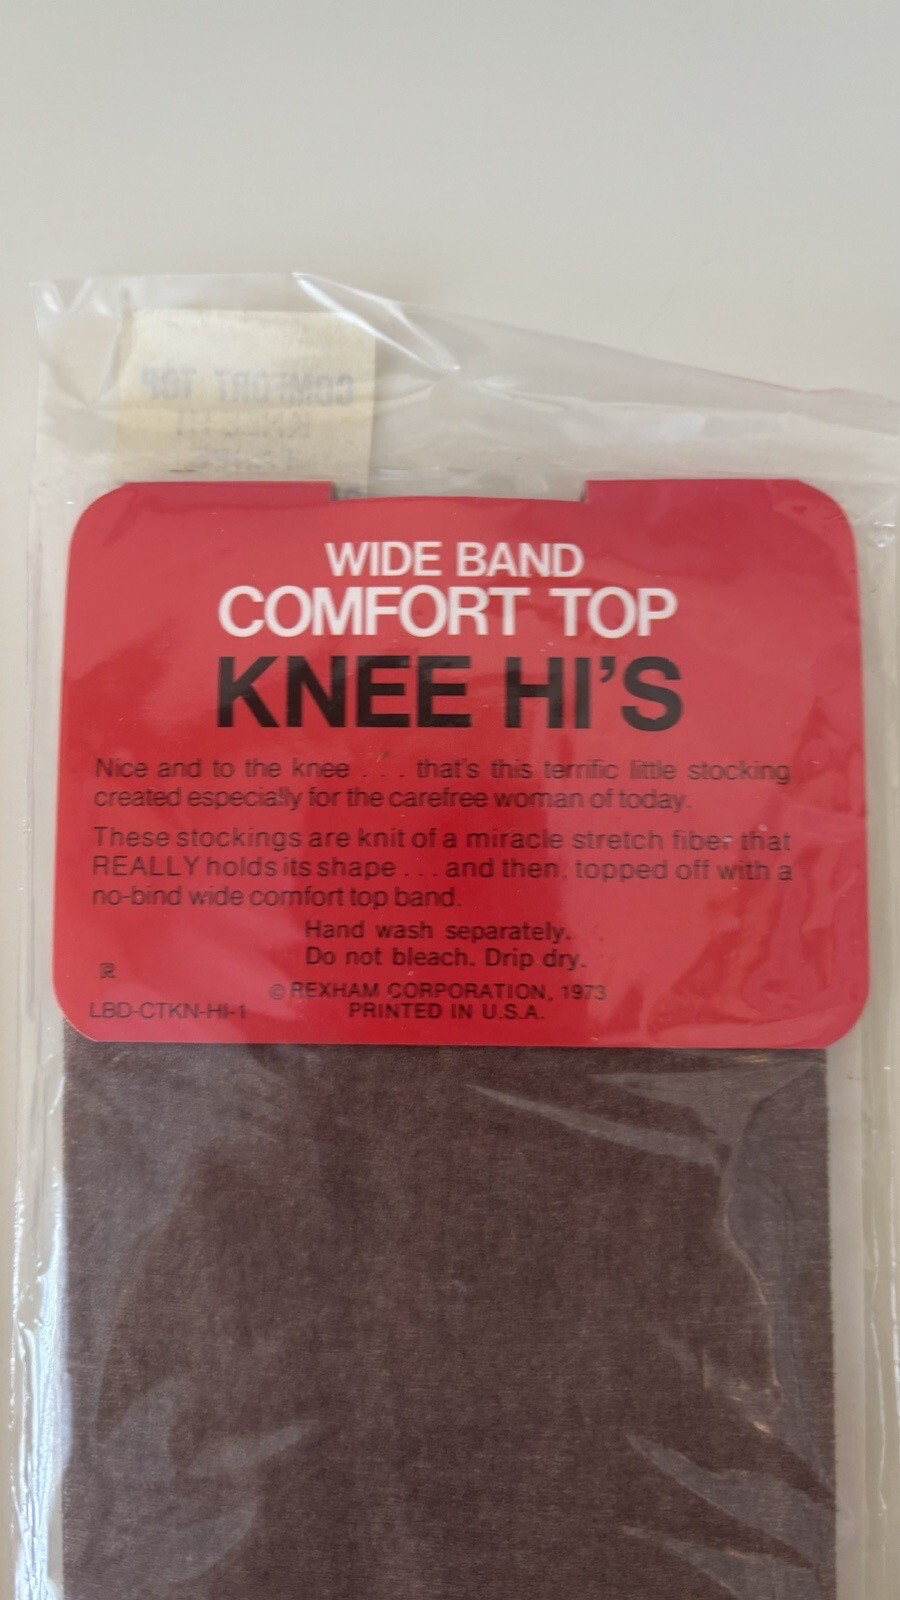 COMFORT TOP
WIDE BAND
COMFORT TOP
KNEE HI'S
Nice and to the knee . . . that's this terrific little stocking
created especially for the carefree woman of today.
These stockings are knit of a miracle stretch fiber that
REALLY holds its shape . . . and then, topped off with a
no-bind wide comfort top band.
Hand wash separately.
Do not bleach. Drip dry.
© REXHAM CORPORATION, 1973
LBD-CTKN-HI-1 PRINTED IN U.S.A.